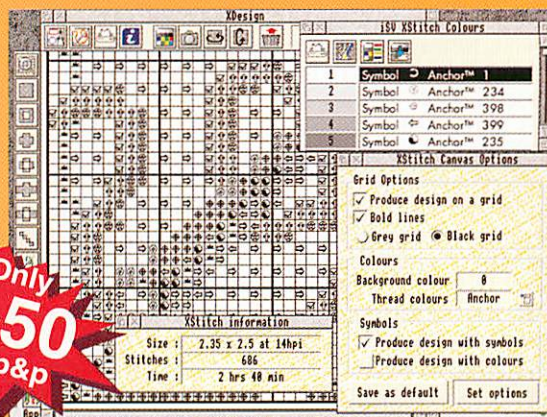 XDesign
iSV XStitch Colours
1 Symbol Anchor™ 1
2 Symbol Anchor™ 234
3 Symbol Anchor™ 398
4 Symbol Anchor™ 399
5 Symbol Anchor™ 235
XStitch Canvas Options
Grid Options
Produce design on a grid
Bold lines
Grey grid Black grid
Colours
Background colour 0
Thread colours Anchor
Symbols
Produce design with symbols
Produce design with colours
Save as default Set options
XStitch information
Size : 2.35 x 2.5 at 14hpi
Stitches : 686
Time : 2 hrs 40 min
Only
50
p&p